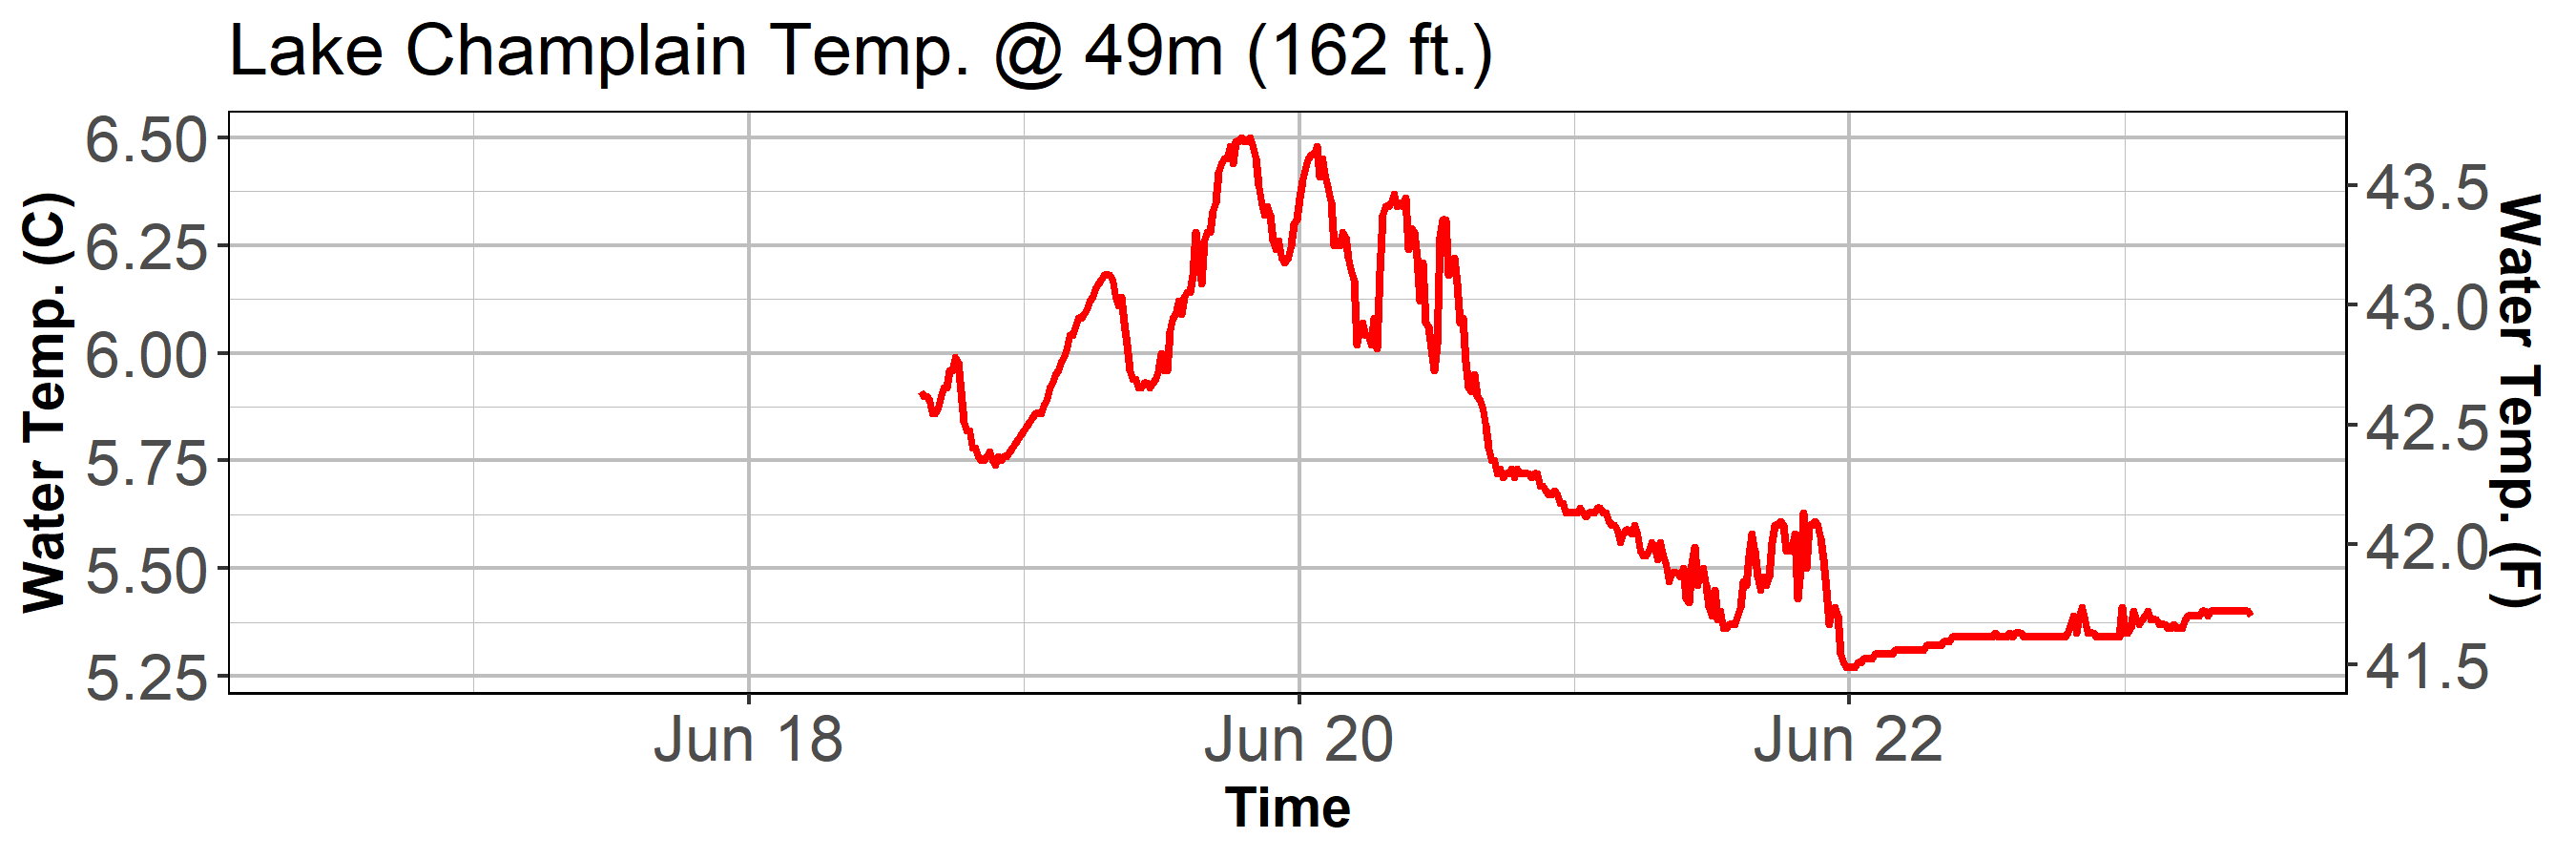 Lake Champlain Temp. @ 49m (162 ft.)
Water Temp. (C)
6.50
6.25
6.00
5.75
5.50
5.25
43.5
43.0
42.5
42.0
41.5
Water Temp. (F)
Jun 18
Jun 20
Jun 22
Time